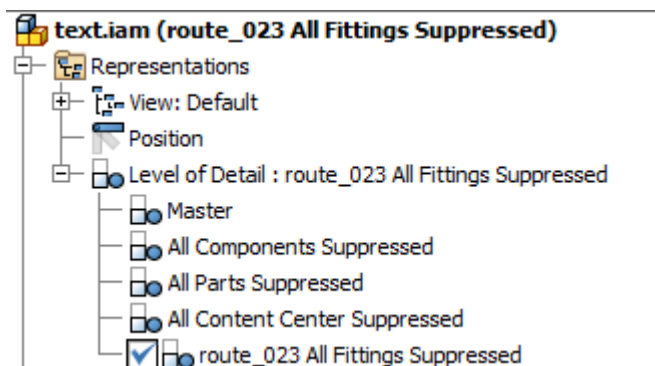 text.iam (route_023 All Fittings Suppressed)
Representations
View: Default
Position
Level of Detail : route_023 All Fittings Suppressed
Master
All Components Suppressed
All Parts Suppressed
All Content Center Suppressed
route_023 All Fittings Suppressed